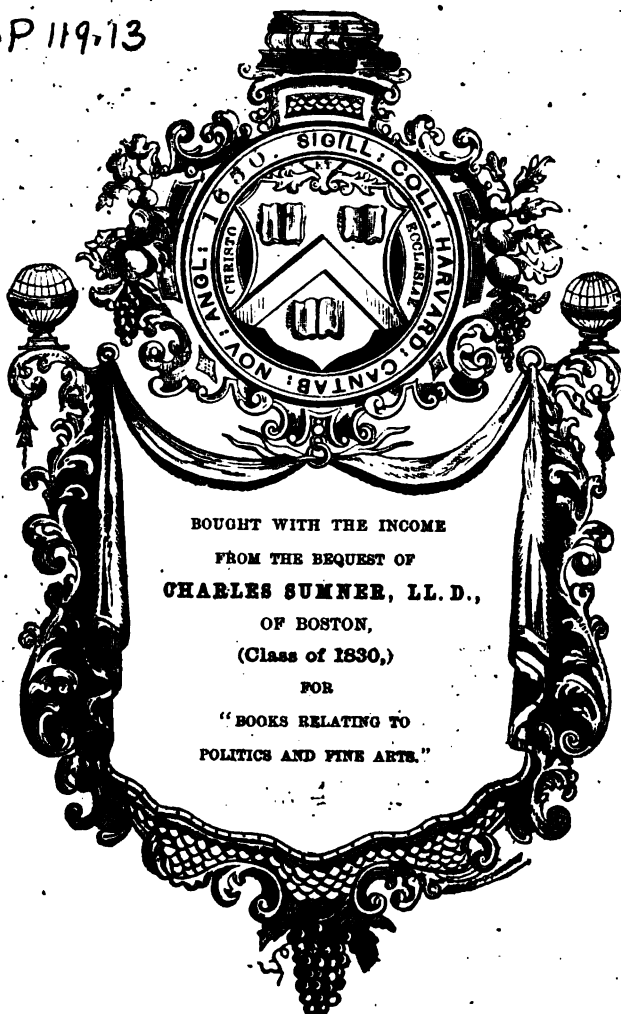 P 119.13
SIGILL: COLL: HARVARD: CANTAB: NOV: ANGL: 1650.
CHRISTO
ECCLESIAE
BOUGHT WITH THE INCOME
FROM THE BEQUEST OF
CHARLES SUMNER, LL. D.,
OF BOSTON,
(Class of 1830,)
FOR
"BOOKS RELATING TO
POLITICS AND FINE ARTS."